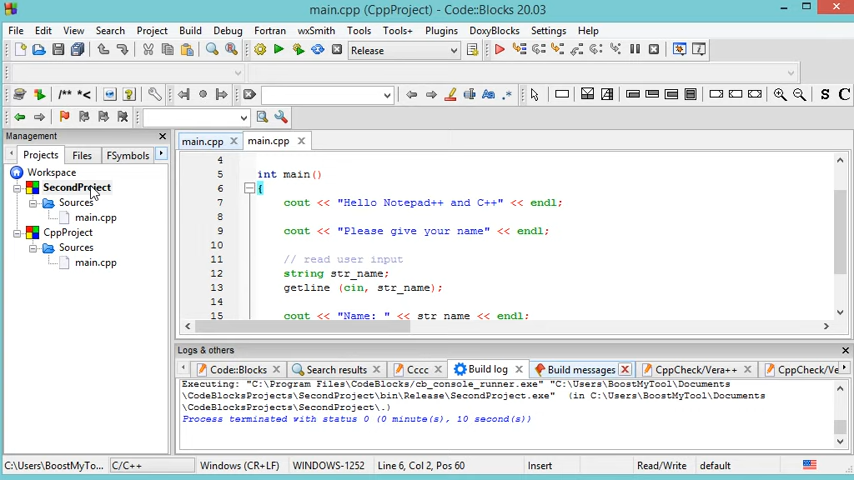 main.cpp (CppProject) - Code::Blocks 20.03
File Edit View Search Project Build Debug Fortran wxSmith Tools Tools+ Plugins DoxyBlocks Settings Help
Release
/** *<
S C
Management
Projects Files FSymbols
Workspace
SecondProject
Sources
main.cpp
CppProject
Sources
main.cpp
main.cpp main.cpp
4
5 int main()
6 {
7 cout << "Hello Notepad++ and C++" << endl;
8
9 cout << "Please give your name" << endl;
10
11 // read user input
12 string str_name;
13 getline (cin, str_name);
14
15 cout << "Name: " << str_name << endl;
Logs & others
Code::Blocks Search results Cccc Build log Build messages CppCheck/Vera++ CppCheck/Ve
Executing: "C:\Program Files\CodeBlocks/cb_console_runner.exe" "C:\Users\BoostMyTool\Documents
\CodeBlocksProjects\SecondProject\bin\Release\SecondProject.exe" (in C:\Users\BoostMyTool\Documents
\CodeBlocksProjects\SecondProject\.)
Process terminated with status 0 (0 minute(s), 10 second(s))
C:\Users\BoostMyTo... C/C++ Windows (CR+LF) WINDOWS-1252 Line 6, Col 2, Pos 60 Insert Read/Write default